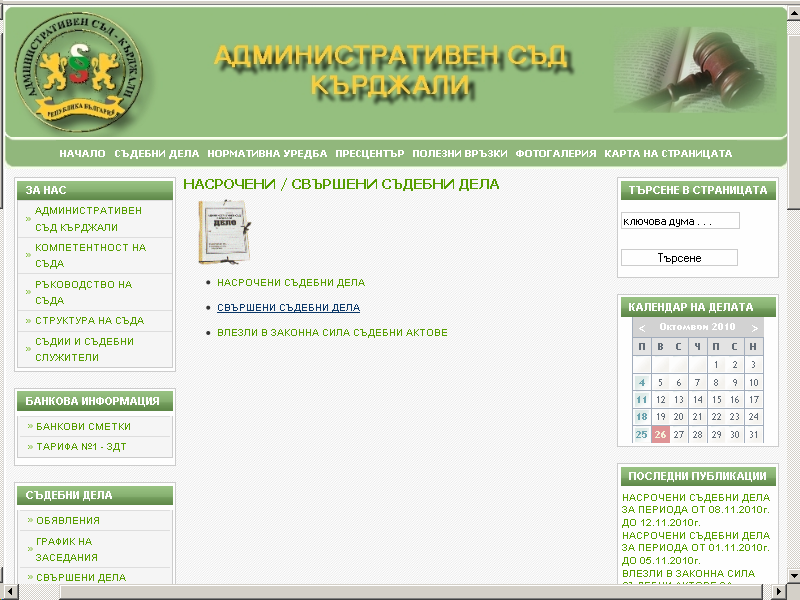 АДМИНИСТРАТИВЕН СЪД - КЪРДЖАЛИ
РЕПУБЛИКА БЪЛГАРИЯ
АДМИНИСТРАТИВЕН СЪД
КЪРДЖАЛИ
НАЧАЛО СЪДЕБНИ ДЕЛА НОРМАТИВНА УРЕДБА ПРЕСЦЕНТЪР ПОЛЕЗНИ ВРЪЗКИ ФОТОГАЛЕРИЯ КАРТА НА СТРАНИЦАТА
ЗА НАС
» АДМИНИСТРАТИВЕН
СЪД КЪРДЖАЛИ
» КОМПЕТЕНТНОСТ НА
СЪДА
» РЪКОВОДСТВО НА
СЪДА
» СТРУКТУРА НА СЪДА
» СЪДИИ И СЪДЕБНИ
СЛУЖИТЕЛИ
БАНКОВА ИНФОРМАЦИЯ
» БАНКОВИ СМЕТКИ
» ТАРИФА №1 - ЗДТ
СЪДЕБНИ ДЕЛА
» ОБЯВЛЕНИЯ
» ГРАФИК НА
ЗАСЕДАНИЯ
» СВЪРШЕНИ ДЕЛА
НАСРОЧЕНИ / СВЪРШЕНИ СЪДЕБНИ ДЕЛА
ДЕЛО
• НАСРОЧЕНИ СЪДЕБНИ ДЕЛА
• СВЪРШЕНИ СЪДЕБНИ ДЕЛА
• ВЛЕЗЛИ В ЗАКОННА СИЛА СЪДЕБНИ АКТОВЕ
ТЪРСЕНЕ В СТРАНИЦАТА
ключова дума . . .
Търсене
КАЛЕНДАР НА ДЕЛАТА
< Октомври 2010 >
П В С Ч П С Н
1 2 3
4 5 6 7 8 9 10
11 12 13 14 15 16 17
18 19 20 21 22 23 24
25 26 27 28 29 30 31
ПОСЛЕДНИ ПУБЛИКАЦИИ
НАСРОЧЕНИ СЪДЕБНИ ДЕЛА
ЗА ПЕРИОДА ОТ 08.11.2010г.
ДО 12.11.2010г.
НАСРОЧЕНИ СЪДЕБНИ ДЕЛА
ЗА ПЕРИОДА ОТ 01.11.2010г.
ДО 05.11.2010г.
ВЛЕЗЛИ В ЗАКОННА СИЛА
СЪДЕБНИ АКТОВЕ ЗА